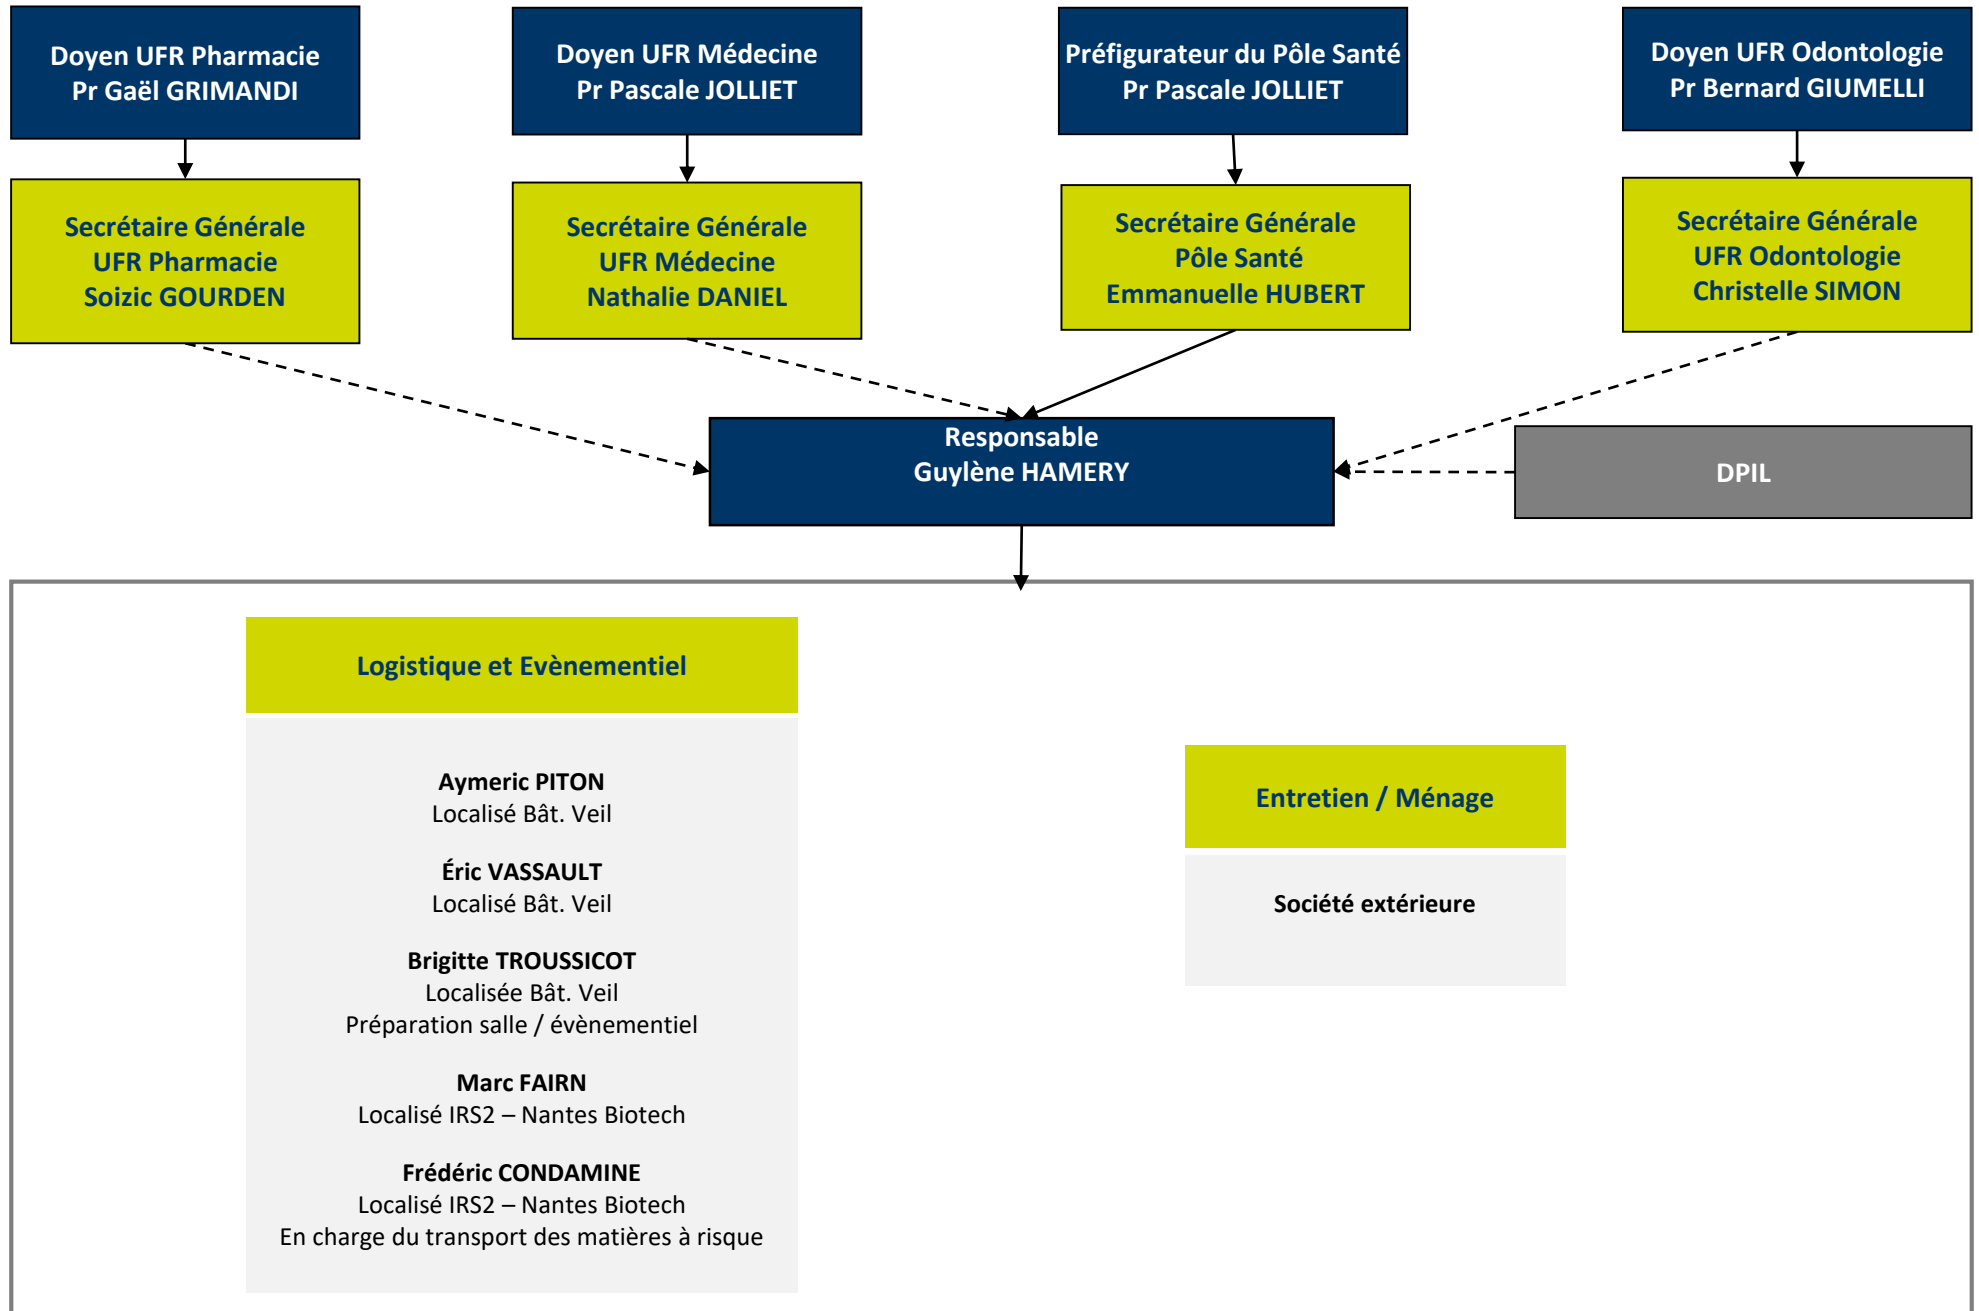 Doyen UFR Pharmacie
Pr Gaël GRIMANDI
Doyen UFR Médecine
Pr Pascale JOLLIET
Préfigurateur du Pôle Santé
Pr Pascale JOLLIET
Doyen UFR Odontologie
Pr Bernard GIUMELLI
Secrétaire Générale
UFR Pharmacie
Soizic GOURDEN
Secrétaire Générale
UFR Médecine
Nathalie DANIEL
Secrétaire Générale
Pôle Santé
Emmanuelle HUBERT
Secrétaire Générale
UFR Odontologie
Christelle SIMON
Responsable
Guylène HAMERY
DPIL
Logistique et Evènementiel
Aymeric PITON
Localisé Bât. Veil
Éric VASSAULT
Localisé Bât. Veil
Brigitte TROUSSICOT
Localisée Bât. Veil
Préparation salle / évènementiel
Marc FAIRN
Localisé IRS2 – Nantes Biotech
Frédéric CONDAMINE
Localisé IRS2 – Nantes Biotech
En charge du transport des matières à risque
Entretien / Ménage
Société extérieure